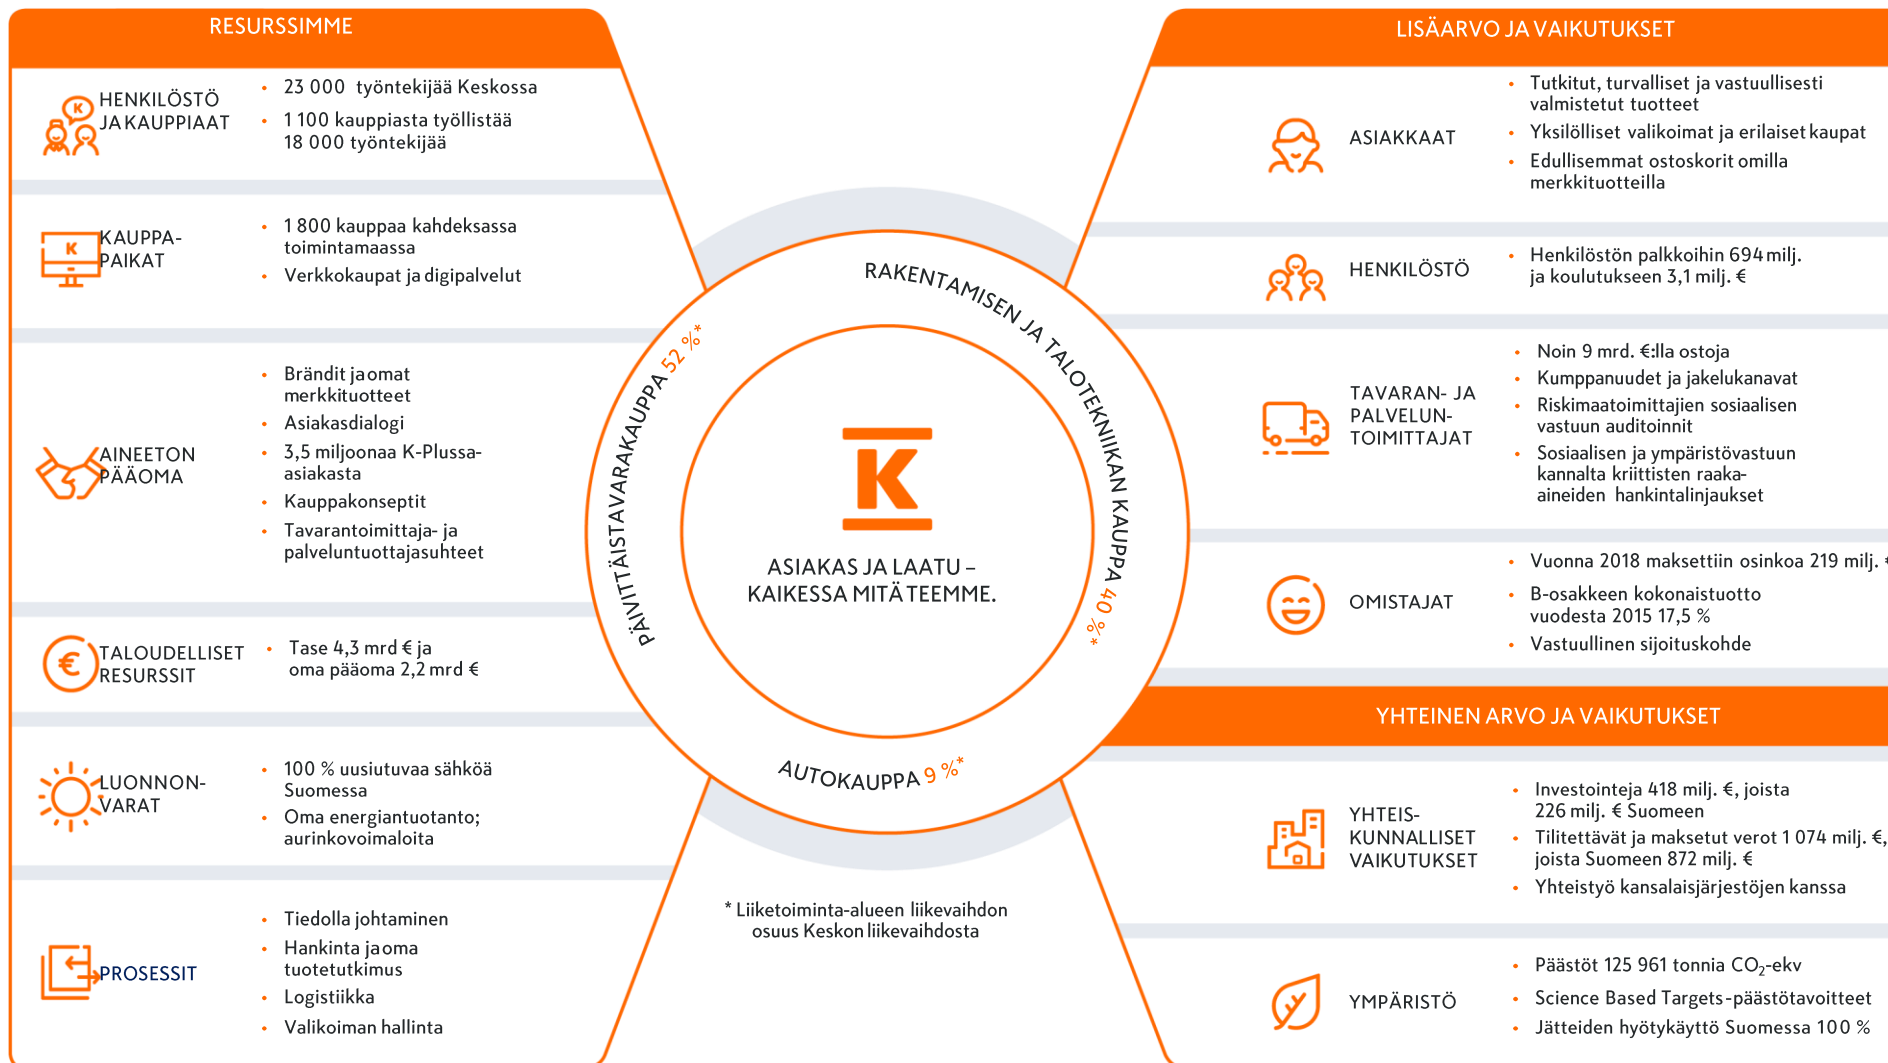 RESURSSIMME
HENKILÖSTÖ
JA KAUPPIAAT
• 23 000 työntekijää Keskossa
• 1 100 kauppiasta työllistää
18 000 työntekijää
K
KAUPPA-
PAIKAT
• 1 800 kauppaa kahdeksassa
toimintamaassa
• Verkkokaupat ja digipalvelut
K
AINEETON
PÄÄOMA
• Brändit ja omat
merkkituotteet
• Asiakasdialogi
• 3,5 miljoonaa K-Plussa-
asiakasta
• Kauppakonseptit
• Tavarantoimittaja- ja
palveluntuottajasuhteet
€
TALOUDELLISET
RESURSSIT
• Tase 4,3 mrd € ja
oma pääoma 2,2 mrd €
LUONNON-
VARAT
• 100 % uusiutuvaa sähköä
Suomessa
• Oma energiantuotanto;
aurinkovoimaloita
PROSESSIT
• Tiedolla johtaminen
• Hankinta ja oma
tuotetutkimus
• Logistiikka
• Valikoiman hallinta
PÄIVITTÄISTAVARAKAUPPA 52 %*
RAKENTAMISEN JA TALOTEKNIIKAN KAUPPA 40 %*
AUTOKAUPPA 9 %*
K
ASIAKAS JA LAATU –
KAIKESSA MITÄ TEEMME.
* Liiketoiminta-alueen liikevaihdon
osuus Keskon liikevaihdosta
LISÄARVO JA VAIKUTUKSET
ASIAKKAAT
• Tutkitut, turvalliset ja vastuullisesti
valmistetut tuotteet
• Yksilölliset valikoimat ja erilaiset kaupat
• Edullisemmat ostoskorit omilla
merkkituotteilla
HENKILÖSTÖ
• Henkilöstön palkkoihin 694 milj.
ja koulutukseen 3,1 milj. €
TAVARAN- JA
PALVELUN-
TOIMITTAJAT
• Noin 9 mrd. €:lla ostoja
• Kumppanuudet ja jakelukanavat
• Riskimaatoimittajien sosiaalisen
vastuun auditoinnit
• Sosiaalisen ja ympäristövastuun
kannalta kriittisten raaka-
aineiden hankintalinjaukset
OMISTAJAT
• Vuonna 2018 maksettiin osinkoa 219 milj. €
• B-osakkeen kokonaistuotto
vuodesta 2015 17,5 %
• Vastuullinen sijoituskohde
YHTEINEN ARVO JA VAIKUTUKSET
YHTEIS-
KUNNALLISET
VAIKUTUKSET
• Investointeja 418 milj. €, joista
226 milj. € Suomeen
• Tilitettävät ja maksetut verot 1 074 milj. €,
joista Suomeen 872 milj. €
• Yhteistyö kansalaisjärjestöjen kanssa
YMPÄRISTÖ
• Päästöt 125 961 tonnia CO₂-ekv
• Science Based Targets-päästötavoitteet
• Jätteiden hyötykäyttö Suomessa 100 %